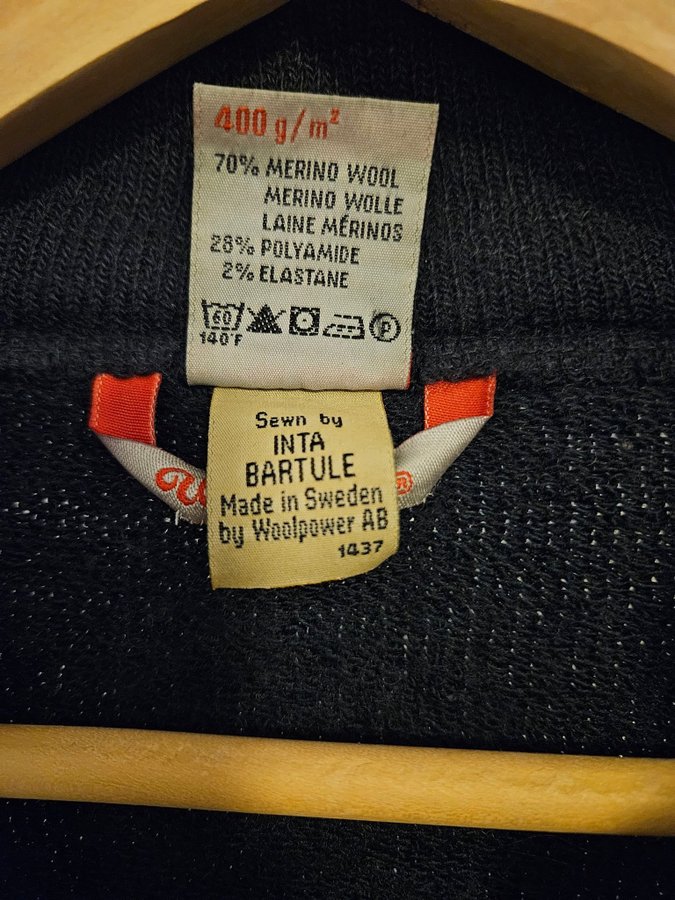 400 g/m²
70% MERINO WOOL
MERINO WOLLE
LAINE MÉRINOS
28% POLYAMIDE
2% ELASTANE
60
P
140°F
Sewn by
INTA
BARTULE
Made in Sweden
by Woolpower AB
1437